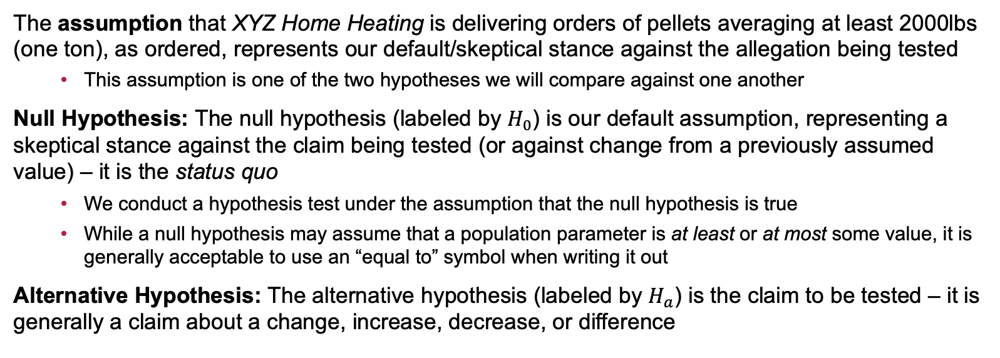 The assumption that XYZ Home Heating is delivering orders of pellets averaging at least 2000lbs
(one ton), as ordered, represents our default/skeptical stance against the allegation being tested
• This assumption is one of the two hypotheses we will compare against one another
Null Hypothesis: The null hypothesis (labeled by H₀) is our default assumption, representing a
skeptical stance against the claim being tested (or against change from a previously assumed
value) – it is the status quo
• We conduct a hypothesis test under the assumption that the null hypothesis is true
• While a null hypothesis may assume that a population parameter is at least or at most some value, it is
generally acceptable to use an “equal to” symbol when writing it out
Alternative Hypothesis: The alternative hypothesis (labeled by Hₐ) is the claim to be tested – it is
generally a claim about a change, increase, decrease, or difference